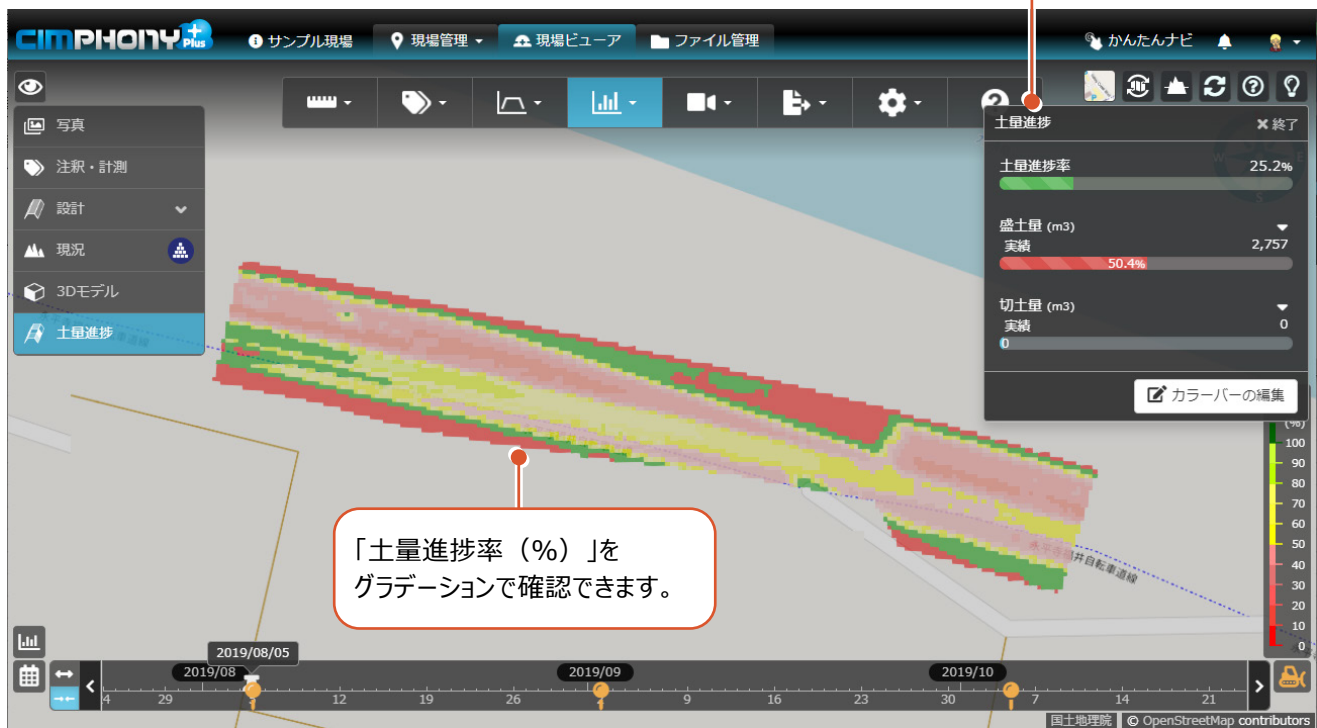 CIMPHONY Plus
サンプル現場
現場管理
現場ビューア
ファイル管理
かんたんナビ
写真
注釈・計測
設計
現況
3Dモデル
土量進捗
土量進捗
終了
土量進捗率 25.2%
盛土量 (m3)
実績 2,757
50.4%
切土量 (m3)
実績 0
0
カラーバーの編集
(%)
100
90
80
70
60
50
40
30
20
10
0
「土量進捗率（%）」を
グラデーションで確認できます。
2019/08/05
2019/08 2019/09 2019/10
4 29 12 19 26 9 16 23 30 7 14 21
国土地理院 © OpenStreetMap contributors